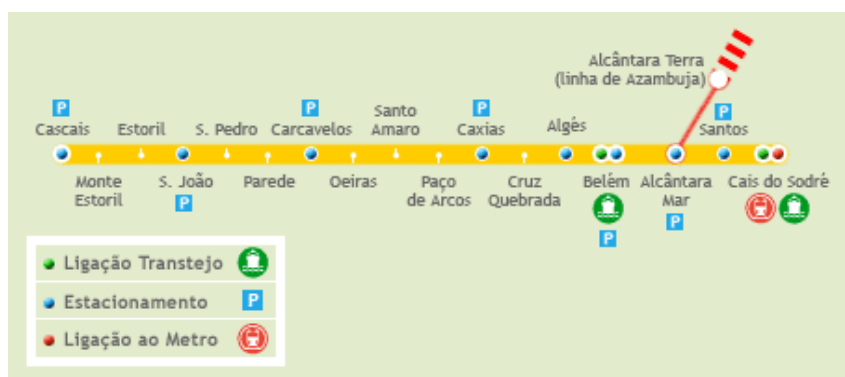 Alcântara Terra
(linha de Azambuja)
P
P
P
P
Cascais
Estoril
S. Pedro
Carcavelos
Santo
Amaro
Caxias
Algés
Santos
Monte
Estoril
S. João
P
Parede
Oeiras
Paço
de Arcos
Cruz
Quebrada
Belém
P
Alcântara
Mar
P
Cais do Sodré
Ligação Transtejo
Estacionamento P
Ligação ao Metro